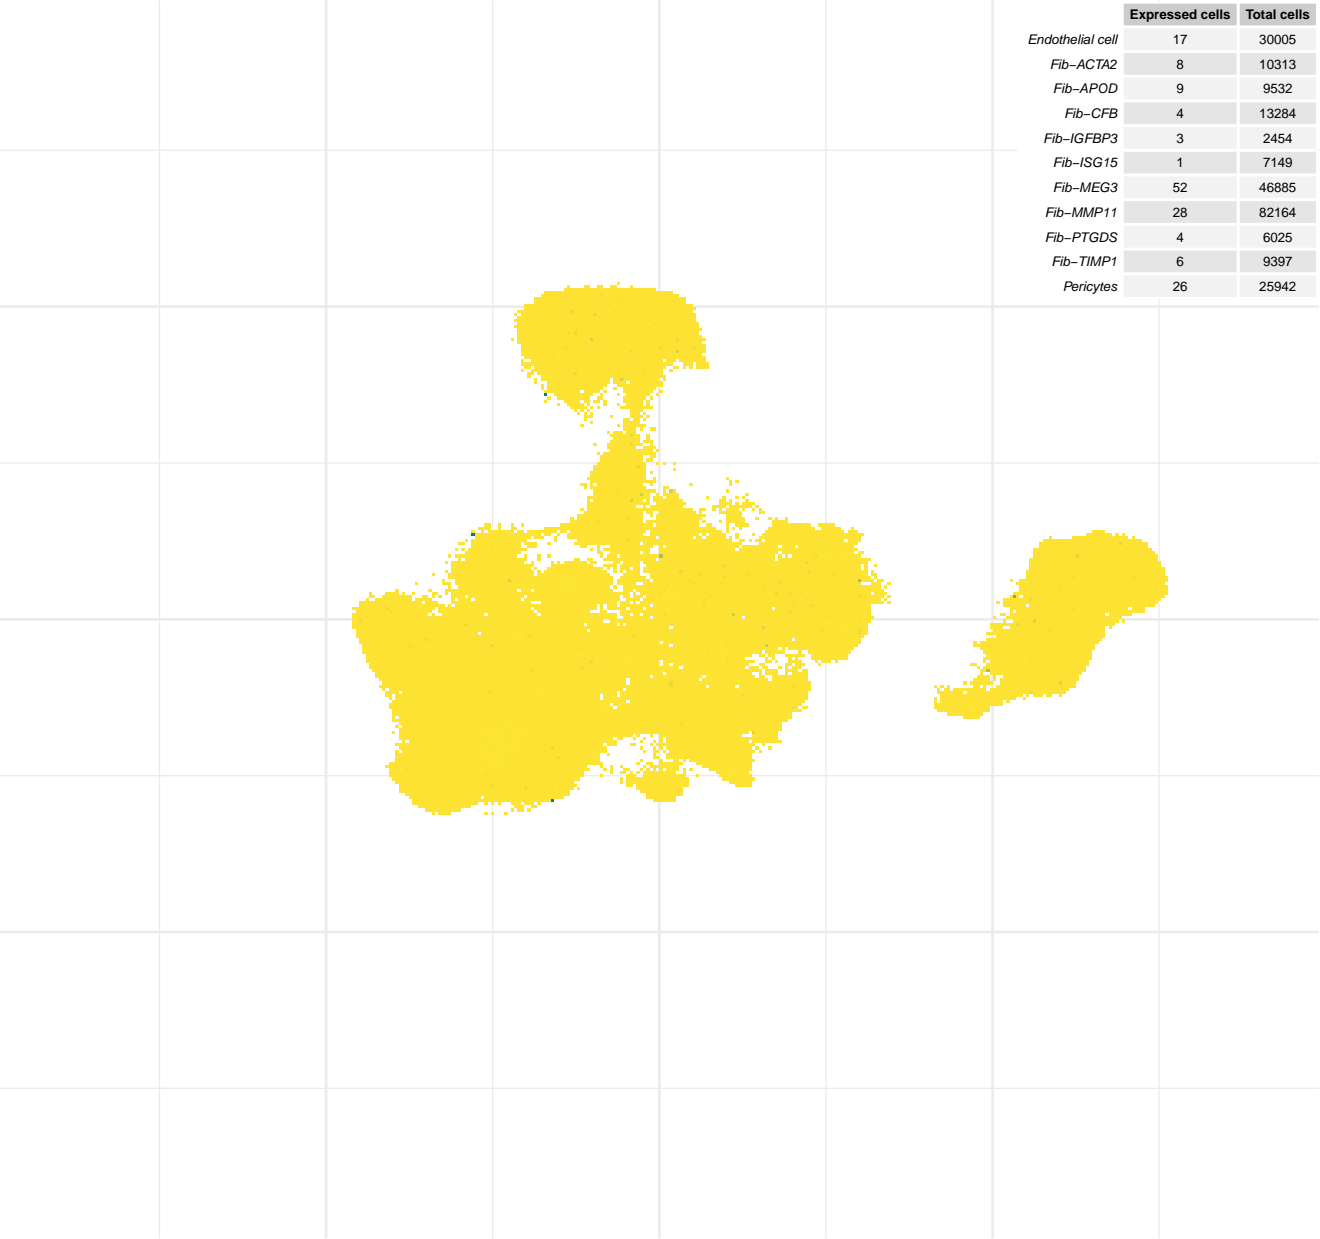 Expressed cells Total cells
Endothelial cell 17 30005
Fib−ACTA2 8 10313
Fib−APOD 9 9532
Fib−CFB 4 13284
Fib−IGFBP3 3 2454
Fib−ISG15 1 7149
Fib−MEG3 52 46885
Fib−MMP11 28 82164
Fib−PTGDS 4 6025
Fib−TIMP1 6 9397
Pericytes 26 25942